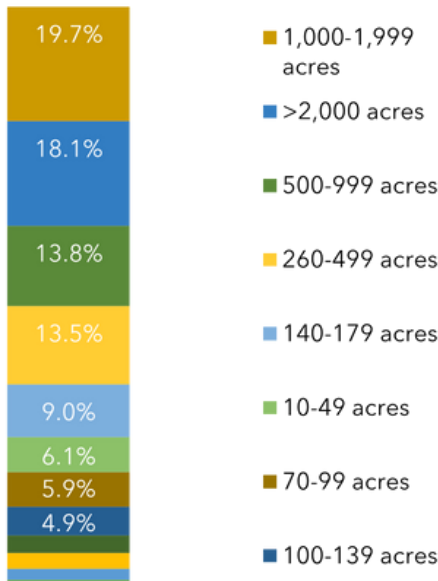 19.7%
18.1%
13.8%
13.5%
9.0%
6.1%
5.9%
4.9%
1,000-1,999
acres
>2,000 acres
500-999 acres
260-499 acres
140-179 acres
10-49 acres
70-99 acres
100-139 acres